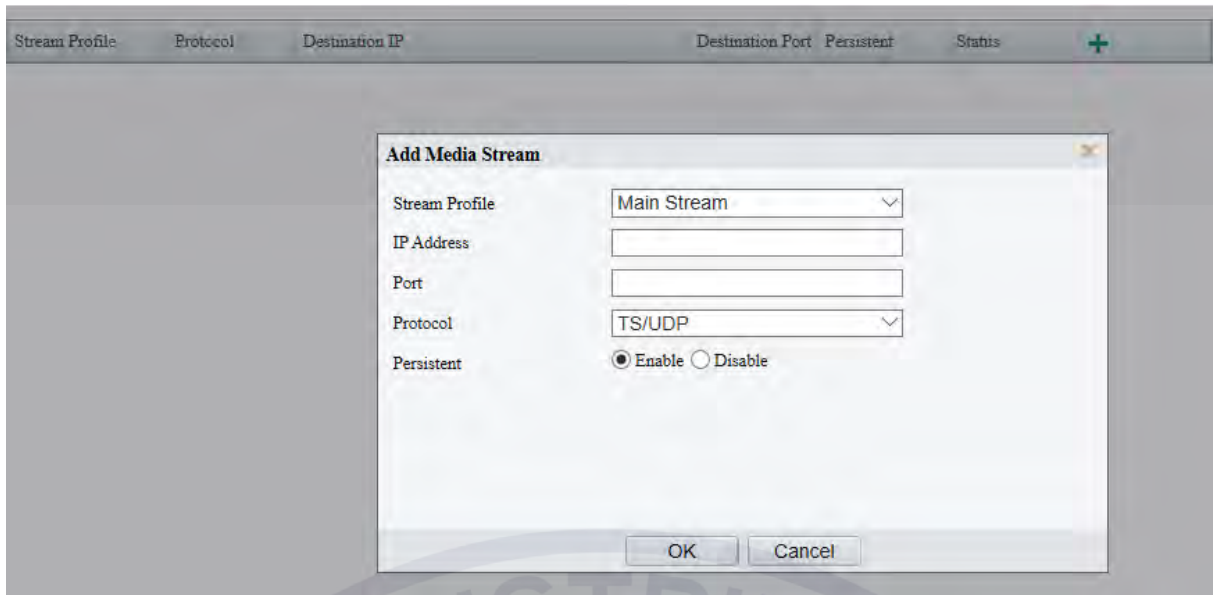 Stream Profile Protocol Destination IP Destination Port Persistent Status +
Add Media Stream
Stream Profile Main Stream
IP Address
Port
Protocol TS/UDP
Persistent Enable Disable
OK Cancel